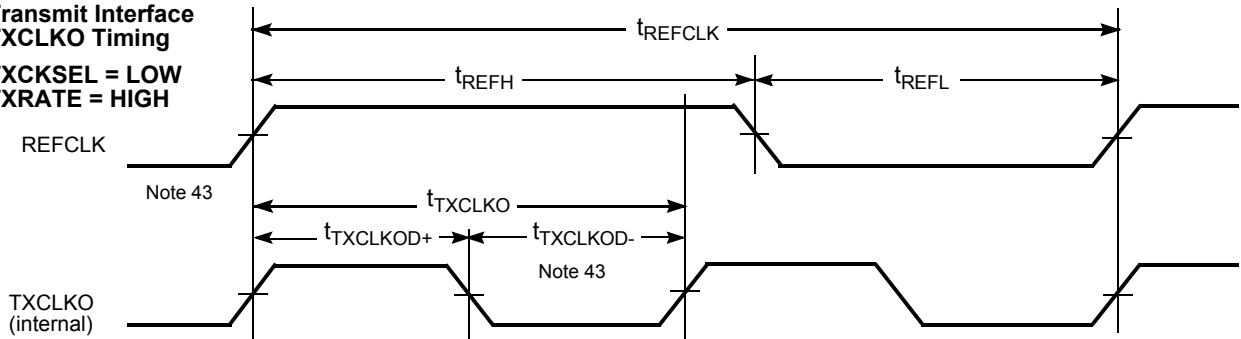 ransmit Interface
XCLKO Timing
XCKSEL = LOW
XRATE = HIGH
tREFCLK
tREFH
tREFL
REFCLK
Note 43
tTXCLKO
tTXCLKOD+
tTXCLKOD-
Note 43
TXCLKO
(internal)